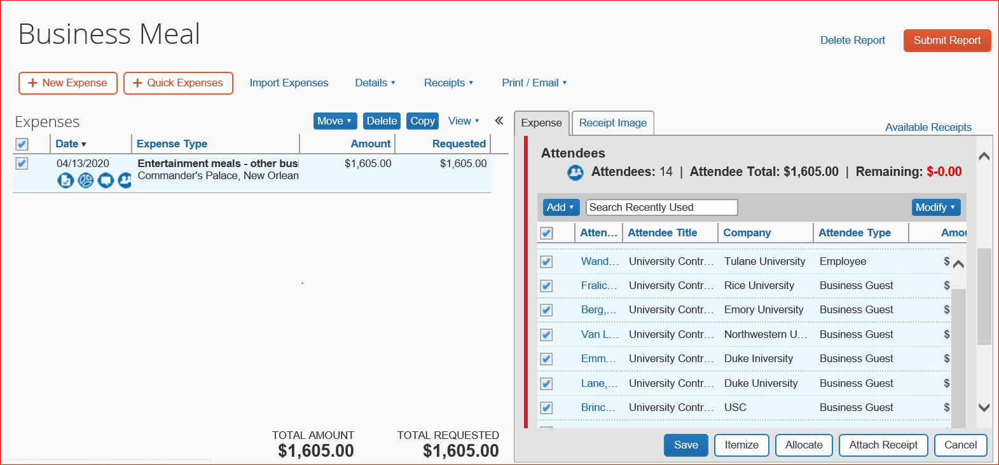 Business Meal
Delete Report
Submit Report
+ New Expense
+ Quick Expenses
Import Expenses
Details
Receipts
Print / Email
Expenses
Move
Delete
Copy
View
Date
Expense Type
Amount
Requested
04/13/2020
Entertainment meals - other busi
$1,605.00
$1,605.00
Commander's Palace, New Orlean
TOTAL AMOUNT
$1,605.00
TOTAL REQUESTED
$1,605.00
Expense
Receipt Image
Available Receipts
Attendees
Attendees: 14 | Attendee Total: $1,605.00 | Remaining: $-0.00
Add
Search Recently Used
Modify
Atten...
Attendee Title
Company
Attendee Type
Amou
Wand... University Contr... Tulane University Employee $
Fralic... University Contr... Rice University Business Guest $
Berg,... University Contr... Emory University Business Guest $
Van L... University Contr... Northwestern U... Business Guest $
Emm... University Contr... Duke Iniversity Business Guest $
Lane,... University Contr... Duke University Business Guest $
Brinc... University Contr... USC Business Guest $
Save
Itemize
Allocate
Attach Receipt
Cancel